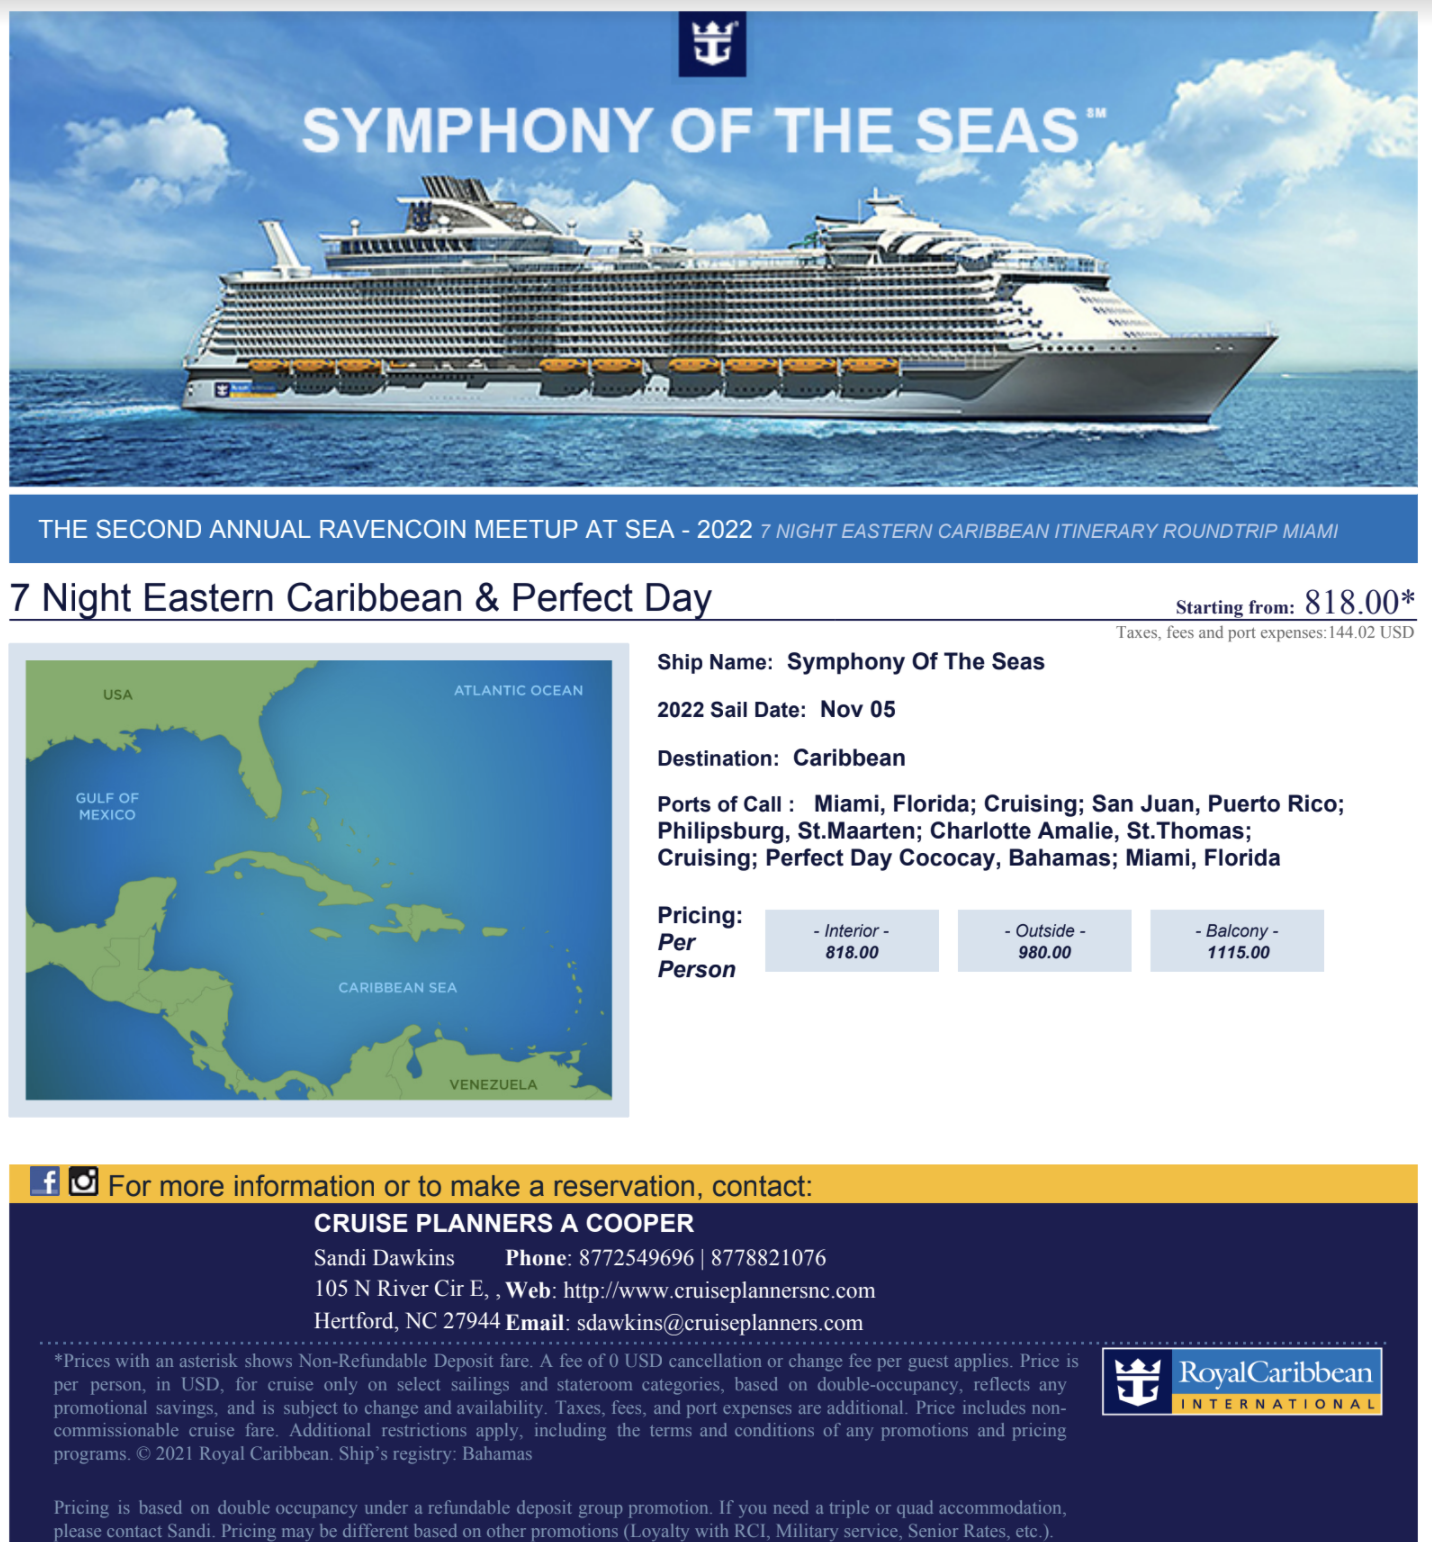 SYMPHONY OF THE SEAS℠
THE SECOND ANNUAL RAVENCOIN MEETUP AT SEA - 2022 7 NIGHT EASTERN CARIBBEAN ITINERARY ROUNDTRIP MIAMI
7 Night Eastern Caribbean & Perfect Day
Starting from: 818.00*
Taxes, fees and port expenses:144.02 USD
USA
ATLANTIC OCEAN
GULF OF
MEXICO
CARIBBEAN SEA
VENEZUELA
Ship Name: Symphony Of The Seas
2022 Sail Date: Nov 05
Destination: Caribbean
Ports of Call : Miami, Florida; Cruising; San Juan, Puerto Rico;
Philipsburg, St.Maarten; Charlotte Amalie, St.Thomas;
Cruising; Perfect Day Cococay, Bahamas; Miami, Florida
Pricing:
Per
Person
- Interior -
818.00
- Outside -
980.00
- Balcony -
1115.00
For more information or to make a reservation, contact:
CRUISE PLANNERS A COOPER
Sandi Dawkins Phone: 8772549696 | 8778821076
105 N River Cir E, , Web: http://www.cruiseplannersnc.com
Hertford, NC 27944 Email: sdawkins@cruiseplanners.com
*Prices with an asterisk shows Non-Refundable Deposit fare. A fee of 0 USD cancellation or change fee per guest applies. Price is
per person, in USD, for cruise only on select sailings and stateroom categories, based on double-occupancy, reflects any
promotional savings, and is subject to change and availability. Taxes, fees, and port expenses are additional. Price includes non-
commissionable cruise fare. Additional restrictions apply, including the terms and conditions of any promotions and pricing
programs. © 2021 Royal Caribbean. Ship's registry: Bahamas
RoyalCaribbean
INTERNATIONAL
Pricing is based on double occupancy under a refundable deposit group promotion. If you need a triple or quad accommodation,
please contact Sandi. Pricing may be different based on other promotions (Loyalty with RCI, Military service, Senior Rates, etc.).